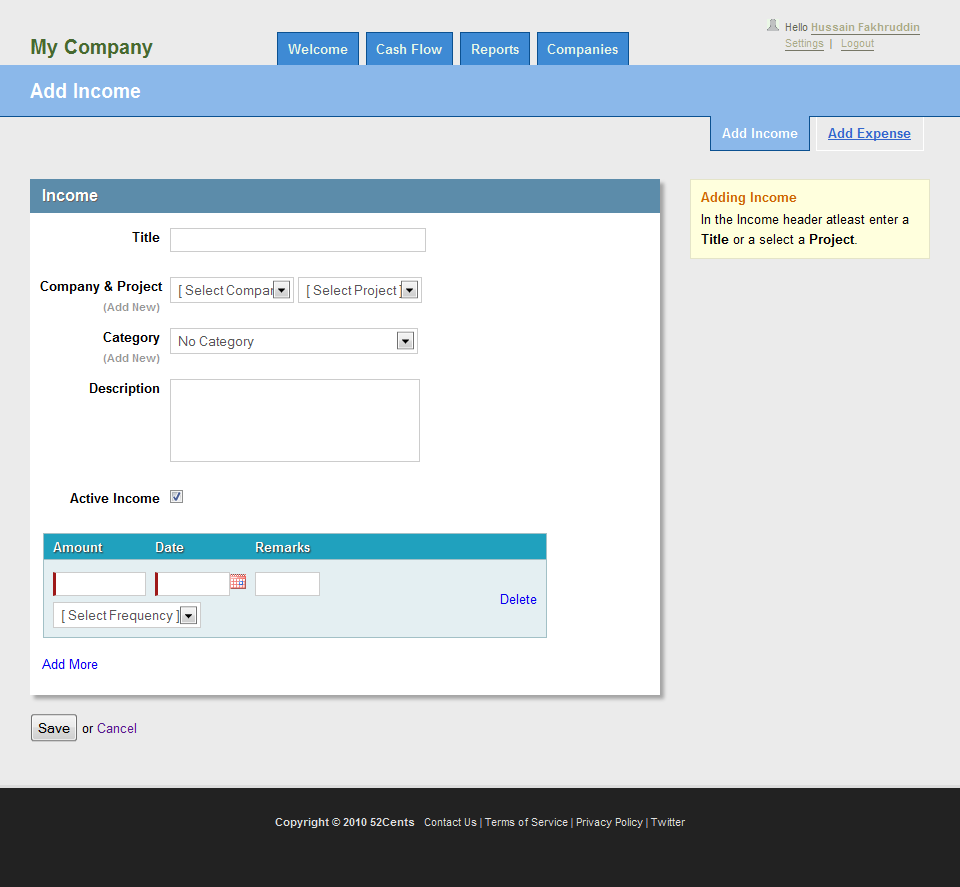 My Company
Welcome
Cash Flow
Reports
Companies
Hello Hussain Fakhruddin
Settings | Logout
Add Income
Add Income
Add Expense
Income
Title
Company & Project
[ Select Compar
[ Select Project ]
(Add New)
Category
No Category
(Add New)
Description
Active Income
Amount Date Remarks
[ Select Frequency ]
Delete
Add More
Save or Cancel
Adding Income
In the Income header atleast enter a
Title or a select a Project.
Copyright © 2010 52Cents Contact Us | Terms of Service | Privacy Policy | Twitter